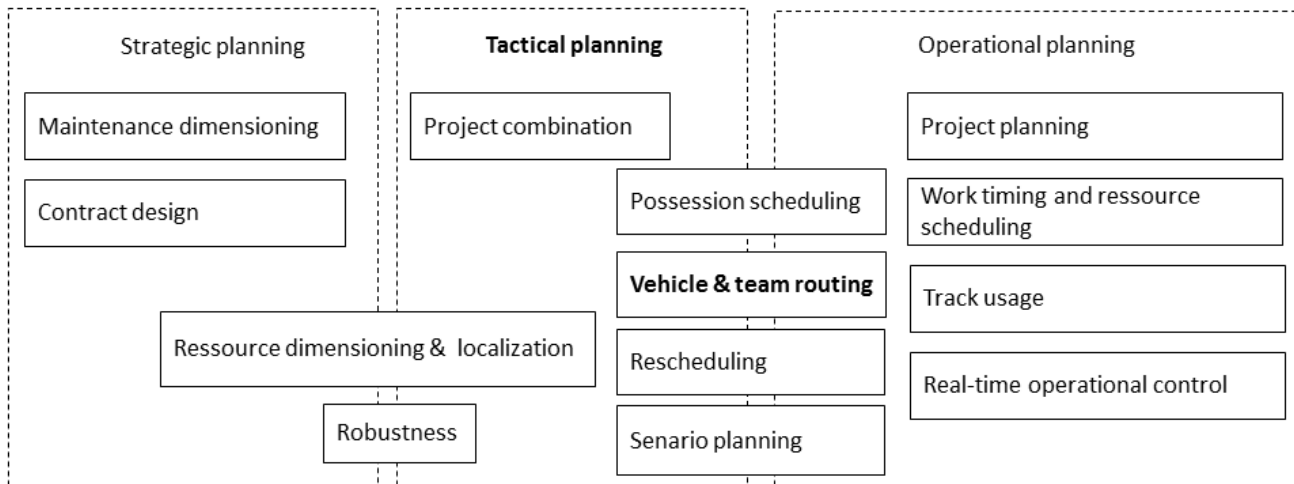 Strategic planning
Tactical planning
Operational planning
Maintenance dimensioning
Project combination
Project planning
Contract design
Possession scheduling
Work timing and ressource
scheduling
Vehicle & team routing
Track usage
Ressource dimensioning & localization
Rescheduling
Real-time operational control
Robustness
Senario planning